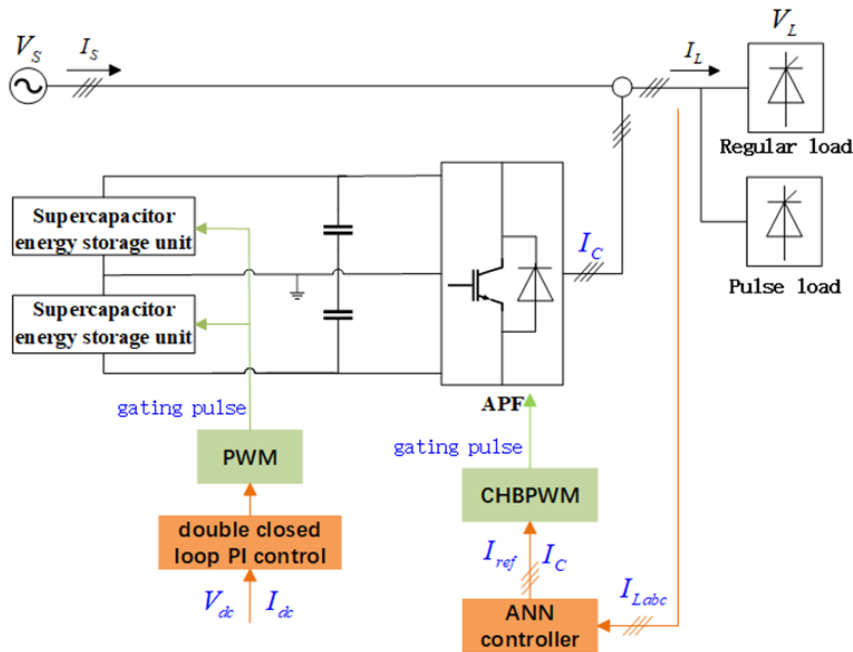 V_S
I_S
I_L
V_L
Regular load
Pulse load
Supercapacitor
energy storage unit
Supercapacitor
energy storage unit
I_C
APF
gating pulse
gating pulse
PWM
CHBPWM
double closed
loop PI control
I_ref I_C
V_dc I_dc
I_Labc
ANN
controller